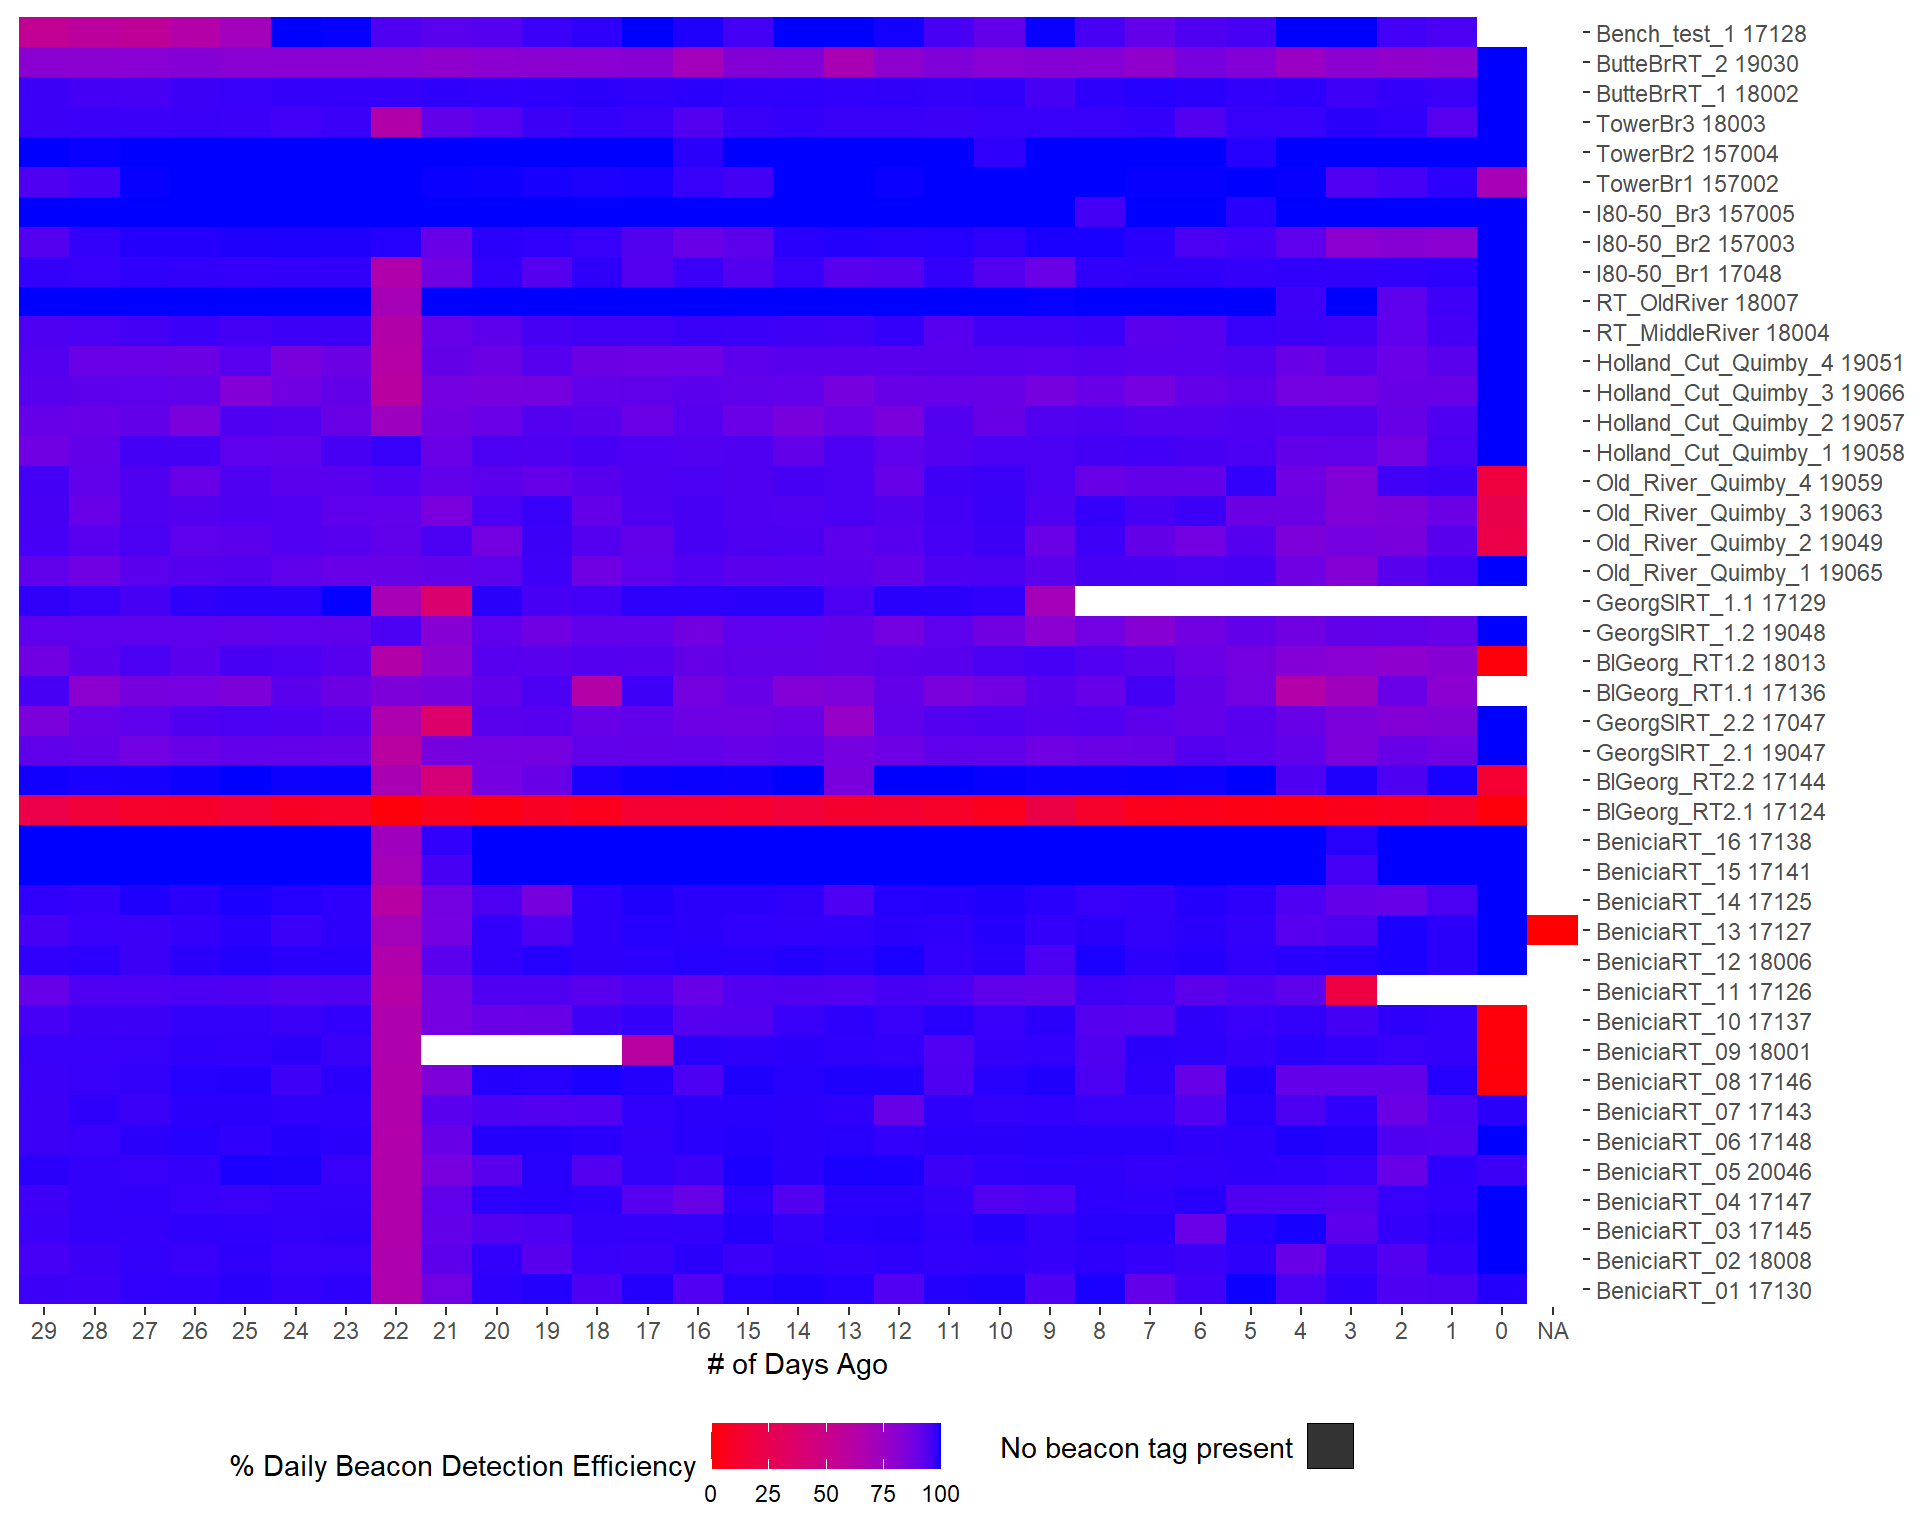 Bench_test_1 17128
ButteBrRT_2 19030
ButteBrRT_1 18002
TowerBr3 18003
TowerBr2 157004
TowerBr1 157002
I80-50_Br3 157005
I80-50_Br2 157003
I80-50_Br1 17048
RT_OldRiver 18007
RT_MiddleRiver 18004
Holland_Cut_Quimby_4 19051
Holland_Cut_Quimby_3 19066
Holland_Cut_Quimby_2 19057
Holland_Cut_Quimby_1 19058
Old_River_Quimby_4 19059
Old_River_Quimby_3 19063
Old_River_Quimby_2 19049
Old_River_Quimby_1 19065
GeorgSlRT_1.1 17129
GeorgSlRT_1.2 19048
BlGeorg_RT1.2 18013
BlGeorg_RT1.1 17136
GeorgSlRT_2.2 17047
GeorgSlRT_2.1 19047
BlGeorg_RT2.2 17144
BlGeorg_RT2.1 17124
BeniciaRT_16 17138
BeniciaRT_15 17141
BeniciaRT_14 17125
BeniciaRT_13 17127
BeniciaRT_12 18006
BeniciaRT_11 17126
BeniciaRT_10 17137
BeniciaRT_09 18001
BeniciaRT_08 17146
BeniciaRT_07 17143
BeniciaRT_06 17148
BeniciaRT_05 20046
BeniciaRT_04 17147
BeniciaRT_03 17145
BeniciaRT_02 18008
BeniciaRT_01 17130
29 28 27 26 25 24 23 22 21 20 19 18 17 16 15 14 13 12 11 10 9 8 7 6 5 4 3 2 1 0 NA
# of Days Ago
% Daily Beacon Detection Efficiency
0 25 50 75 100
No beacon tag present